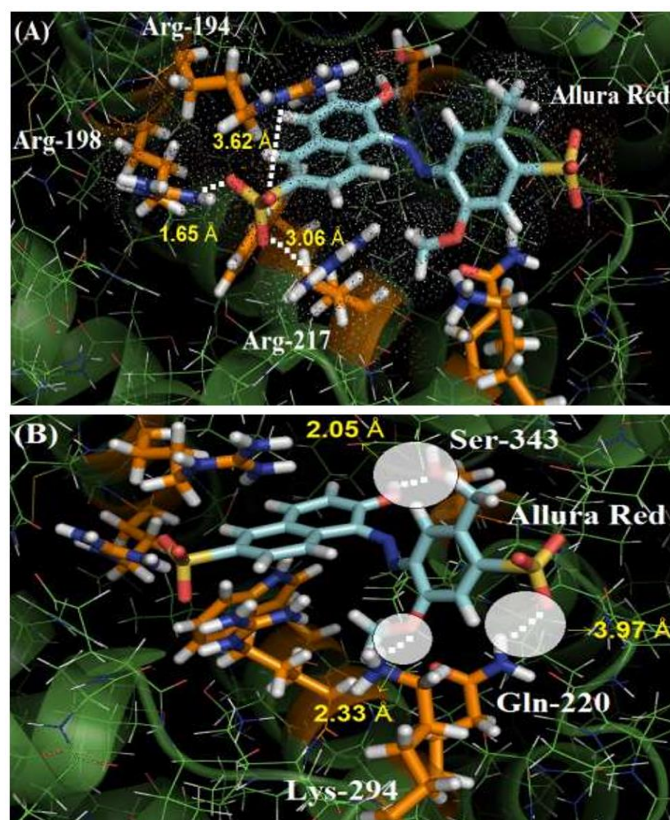 (A)
Arg-194
Allura Red
Arg-198
3.62 Å
1.65 Å
3.06 Å
Arg-217
(B)
2.05 Å
Ser-343
Allura Red
3.97 Å
Gln-220
2.33 Å
Lys-294